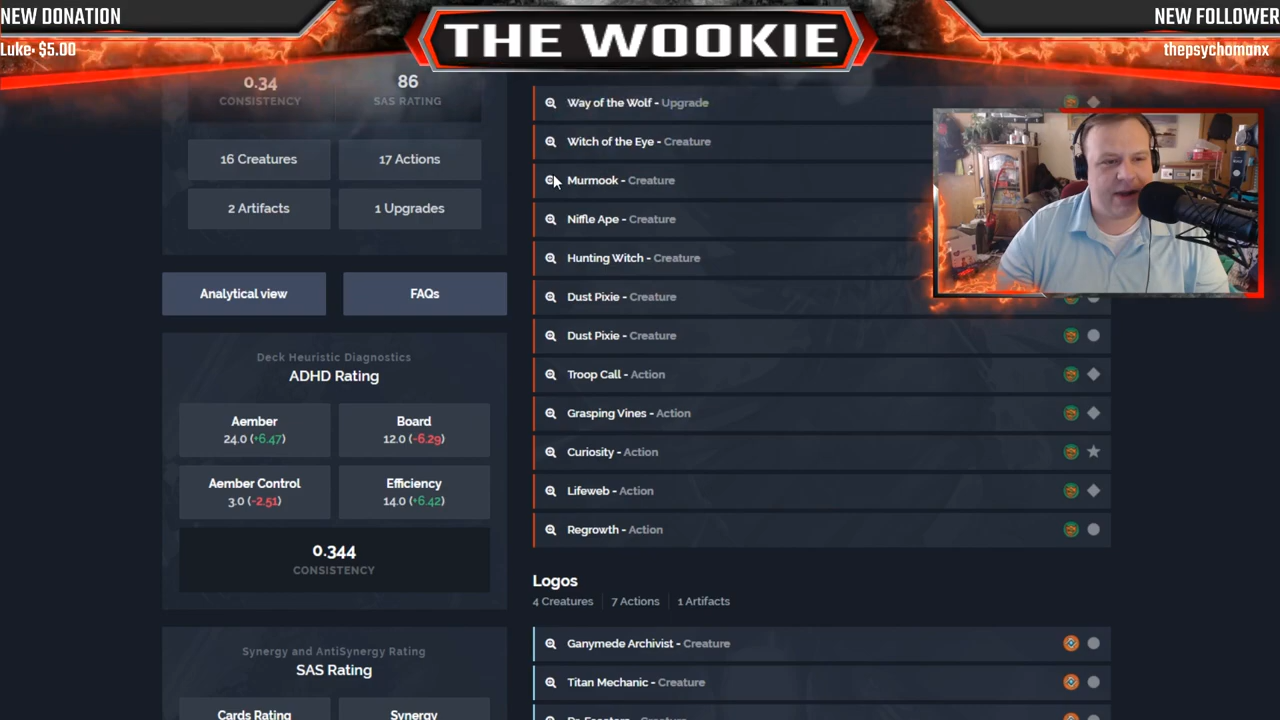 NEW DONATION
Luke: $5.00
THE WOOKIE
NEW FOLLOWER
thepsychomanx
0.34
CONSISTENCY
86
SAS RATING
16 Creatures
17 Actions
2 Artifacts
1 Upgrades
Analytical view
FAQs
Deck Heuristic Diagnostics
ADHD Rating
Aember
24.0 (+6.47)
Board
12.0 (-6.29)
Aember Control
3.0 (-2.51)
Efficiency
14.0 (+6.42)
0.344
CONSISTENCY
Synergy and AntiSynergy Rating
SAS Rating
Cards Rating
Synergy
Way of the Wolf - Upgrade
Witch of the Eye - Creature
Murmook - Creature
Niffle Ape - Creature
Hunting Witch - Creature
Dust Pixie - Creature
Dust Pixie - Creature
Troop Call - Action
Grasping Vines - Action
Curiosity - Action
Lifeweb - Action
Regrowth - Action
Logos
4 Creatures 7 Actions 1 Artifacts
Ganymede Archivist - Creature
Titan Mechanic - Creature